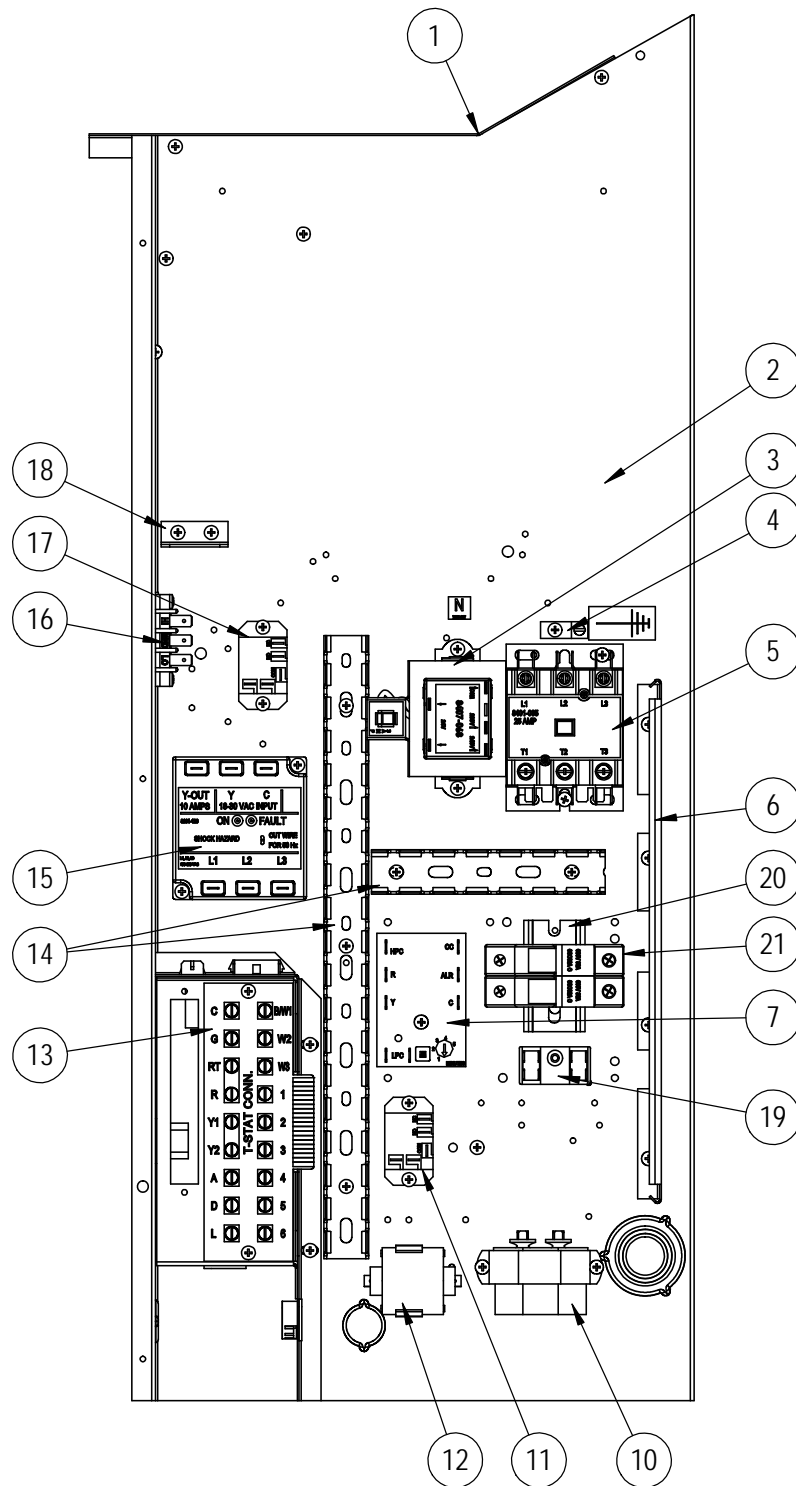 1
2
3
18
4
17
N
16
5
L1 L2 L3
25 AMP
T1 T2 T3
6
Y-OUT Y C
10 AMPS 18-30 VAC INPUT
ON FAULT
SHOCK HAZARD CUT WIRE
FOR 50 Hz
L1 L2 L3
15
20
14
21
HPC CC
R ALR
Y C
LPC
7
13
T-STAT CONN.
C B/W1
G W2
RT W3
R 1
Y1 2
Y2 3
A 4
D 5
L 6
19
12
11
10